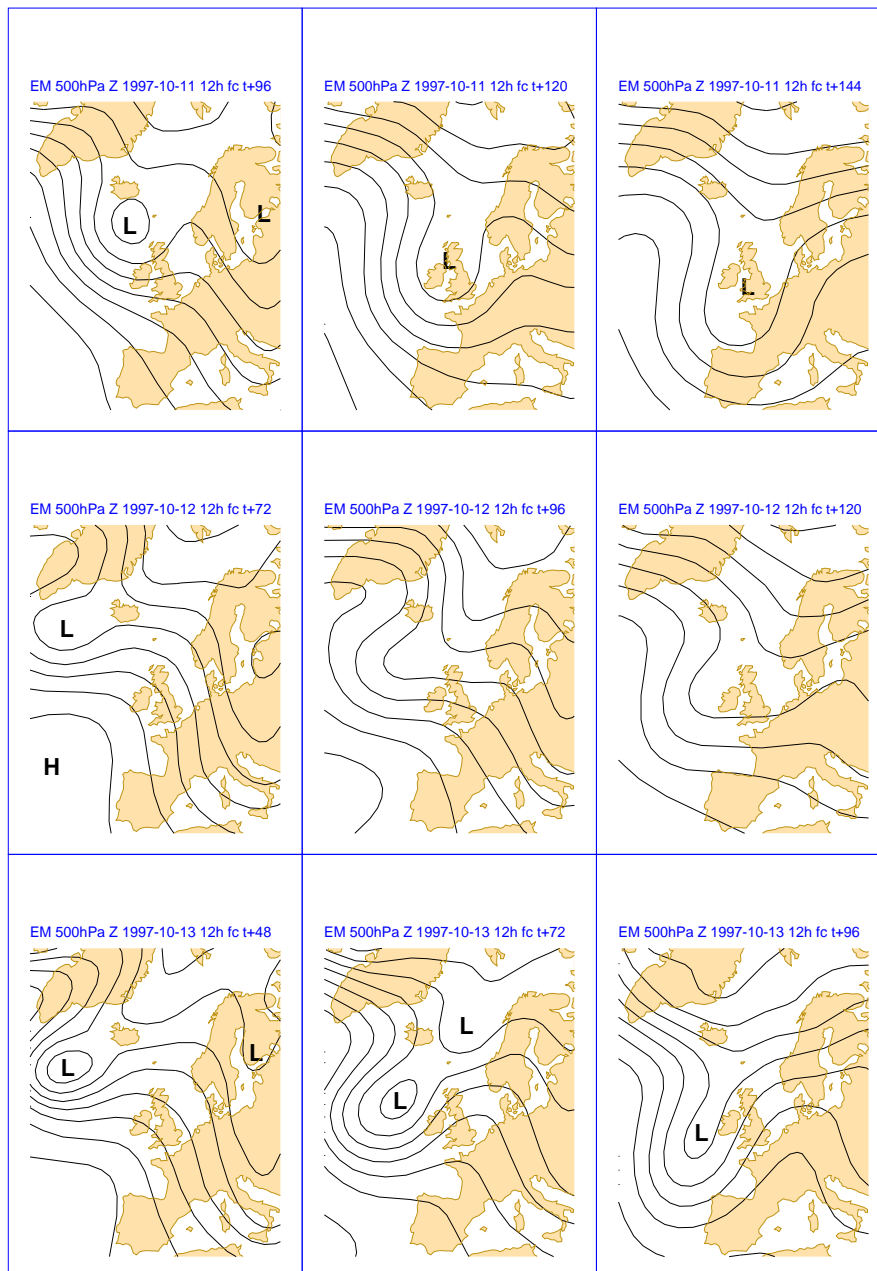 EM 500hPa Z 1997-10-11 12h fc t+96
EM 500hPa Z 1997-10-11 12h fc t+120
EM 500hPa Z 1997-10-11 12h fc t+144
L
L
L
L
EM 500hPa Z 1997-10-12 12h fc t+72
EM 500hPa Z 1997-10-12 12h fc t+96
EM 500hPa Z 1997-10-12 12h fc t+120
L
H
EM 500hPa Z 1997-10-13 12h fc t+48
EM 500hPa Z 1997-10-13 12h fc t+72
EM 500hPa Z 1997-10-13 12h fc t+96
L
L
L
L
L